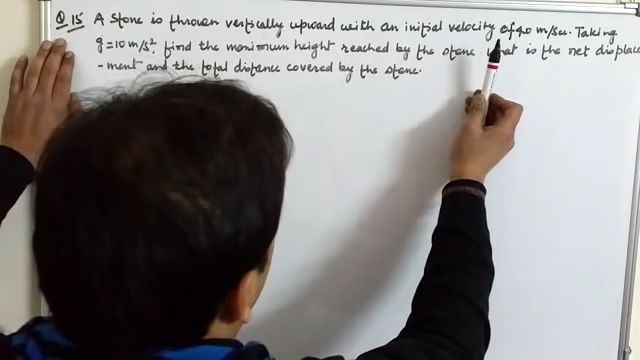 Q.15 A stone is thrown vertically upward with an initial velocity of 40 m/sec. Taking
g=10 m/s² find the maximum height reached by the stone what is the net displace
-ment and the total distance covered by the stone.